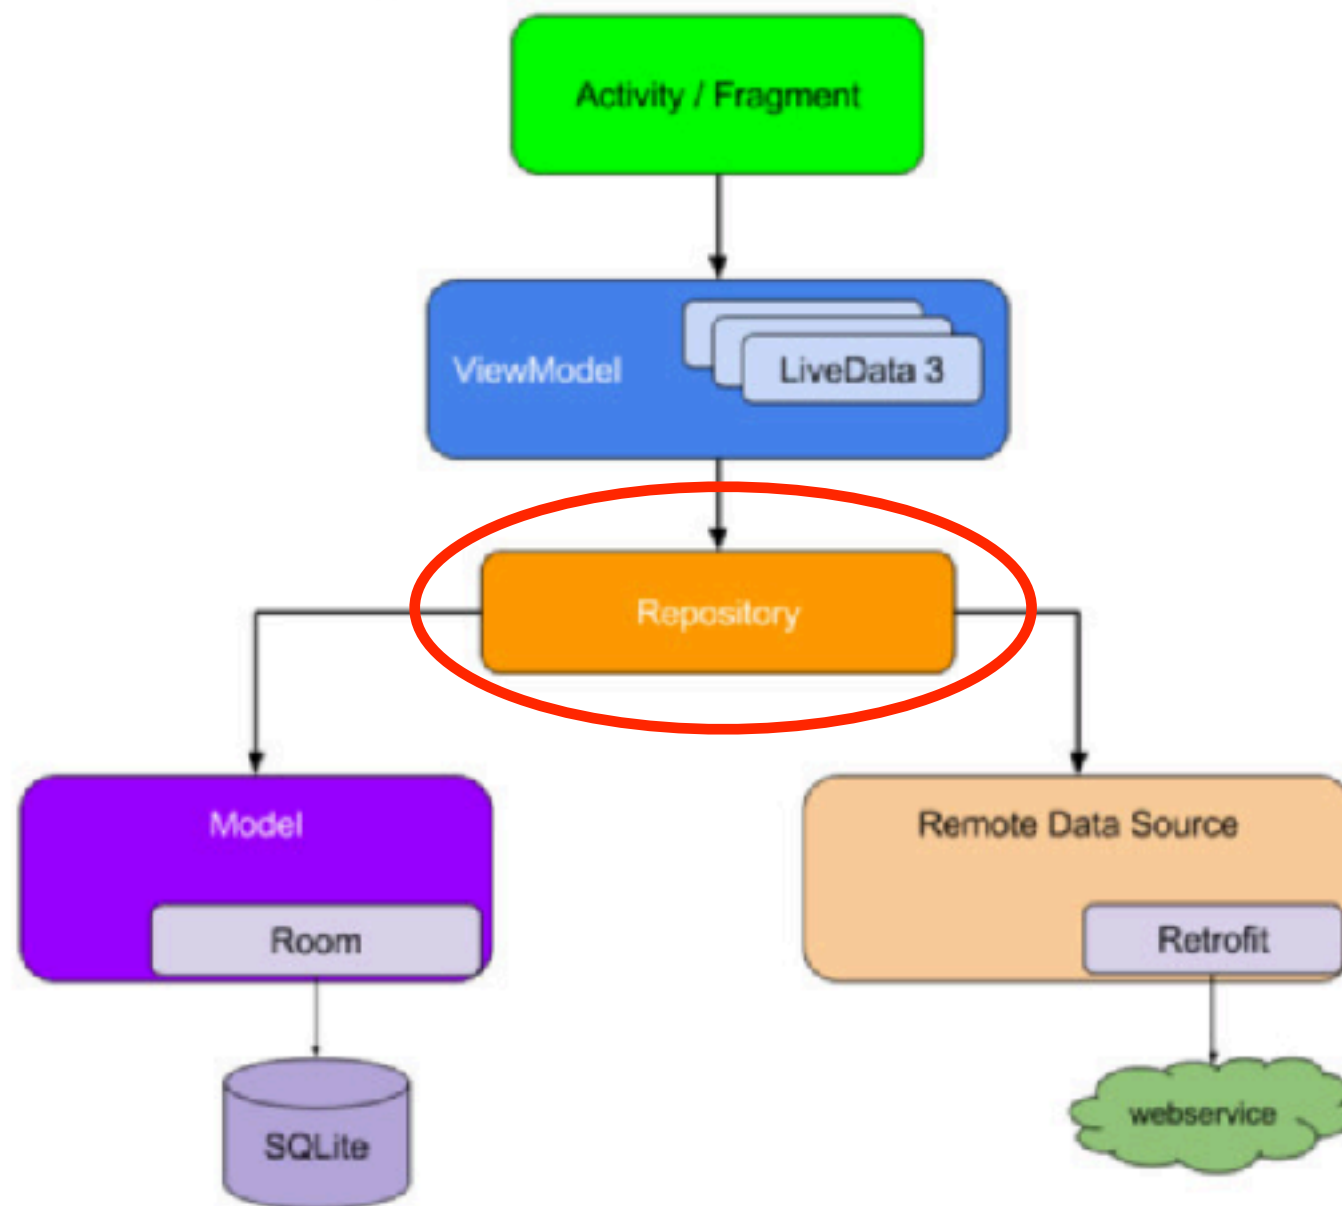 Activity / Fragment
ViewModel
LiveData 3
Repository
Model
Remote Data Source
Room
Retrofit
SQLite
webservice